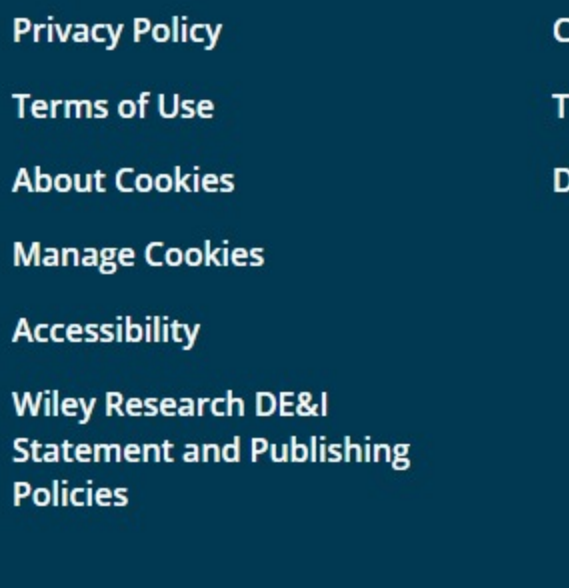 Privacy Policy
Terms of Use
About Cookies
Manage Cookies
Accessibility
Wiley Research DE&I
Statement and Publishing
Policies